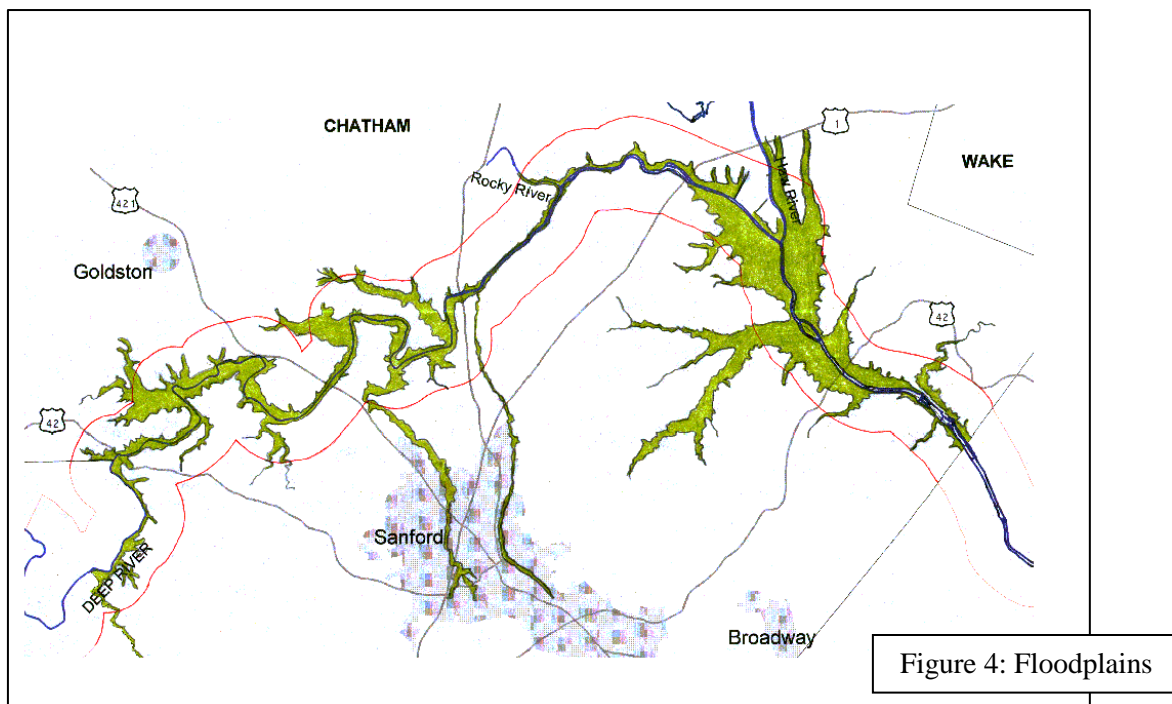 CHATHAM
1
WAKE
Rocky River
Haw River
421
Goldston
42
42
Sanford
DEEP RIVER
Broadway
Figure 4: Floodplains